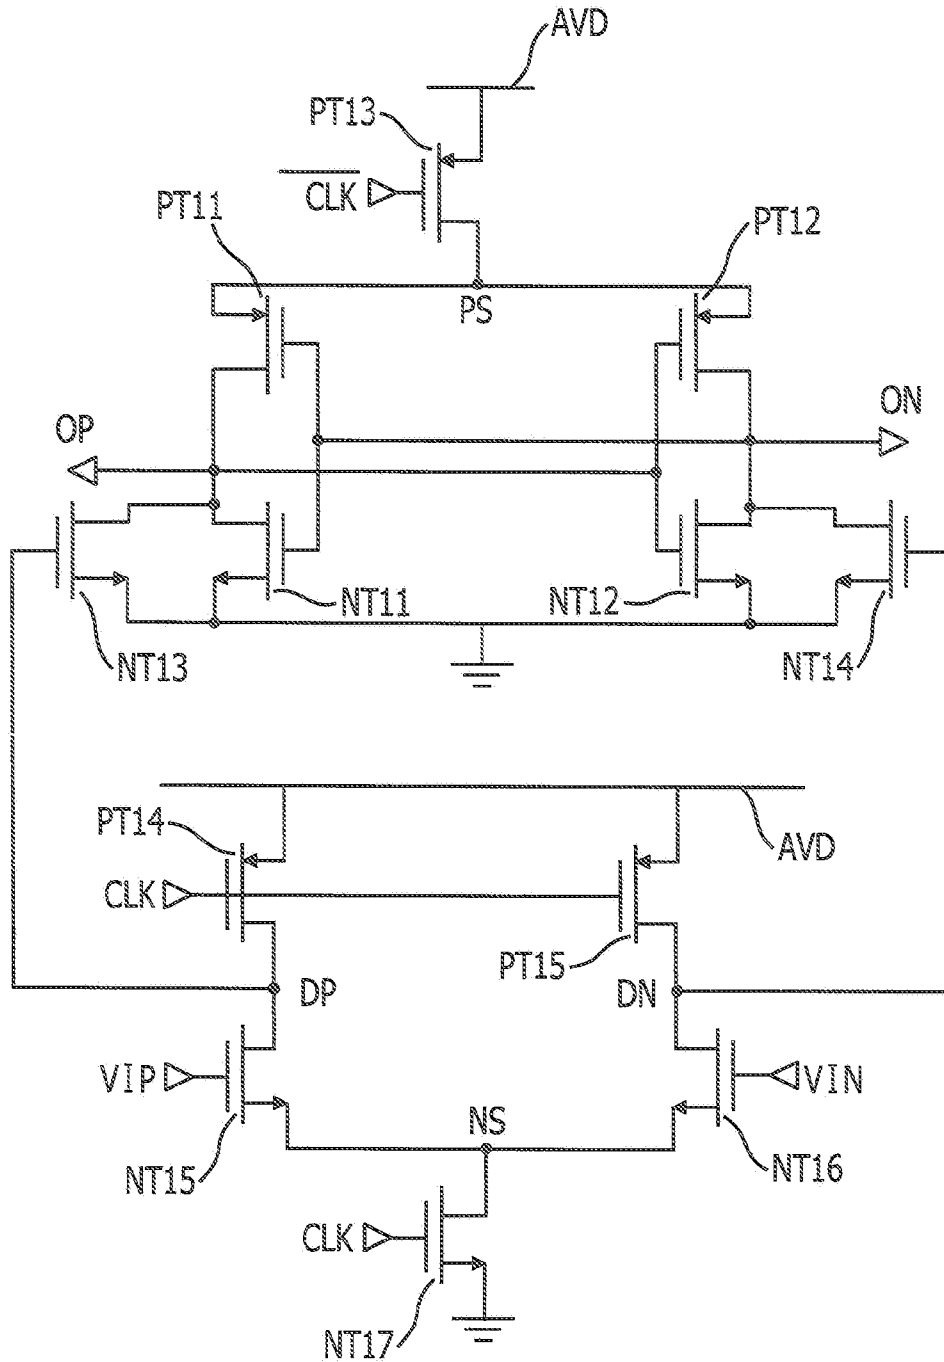 AVD
PT13
CLK
PT11
PT12
PS
OP
ON
NT11
NT12
NT13
NT14
PT14
AVD
CLK
PT15
DP
DN
VIP
VIN
NS
NT15
NT16
CLK
NT17